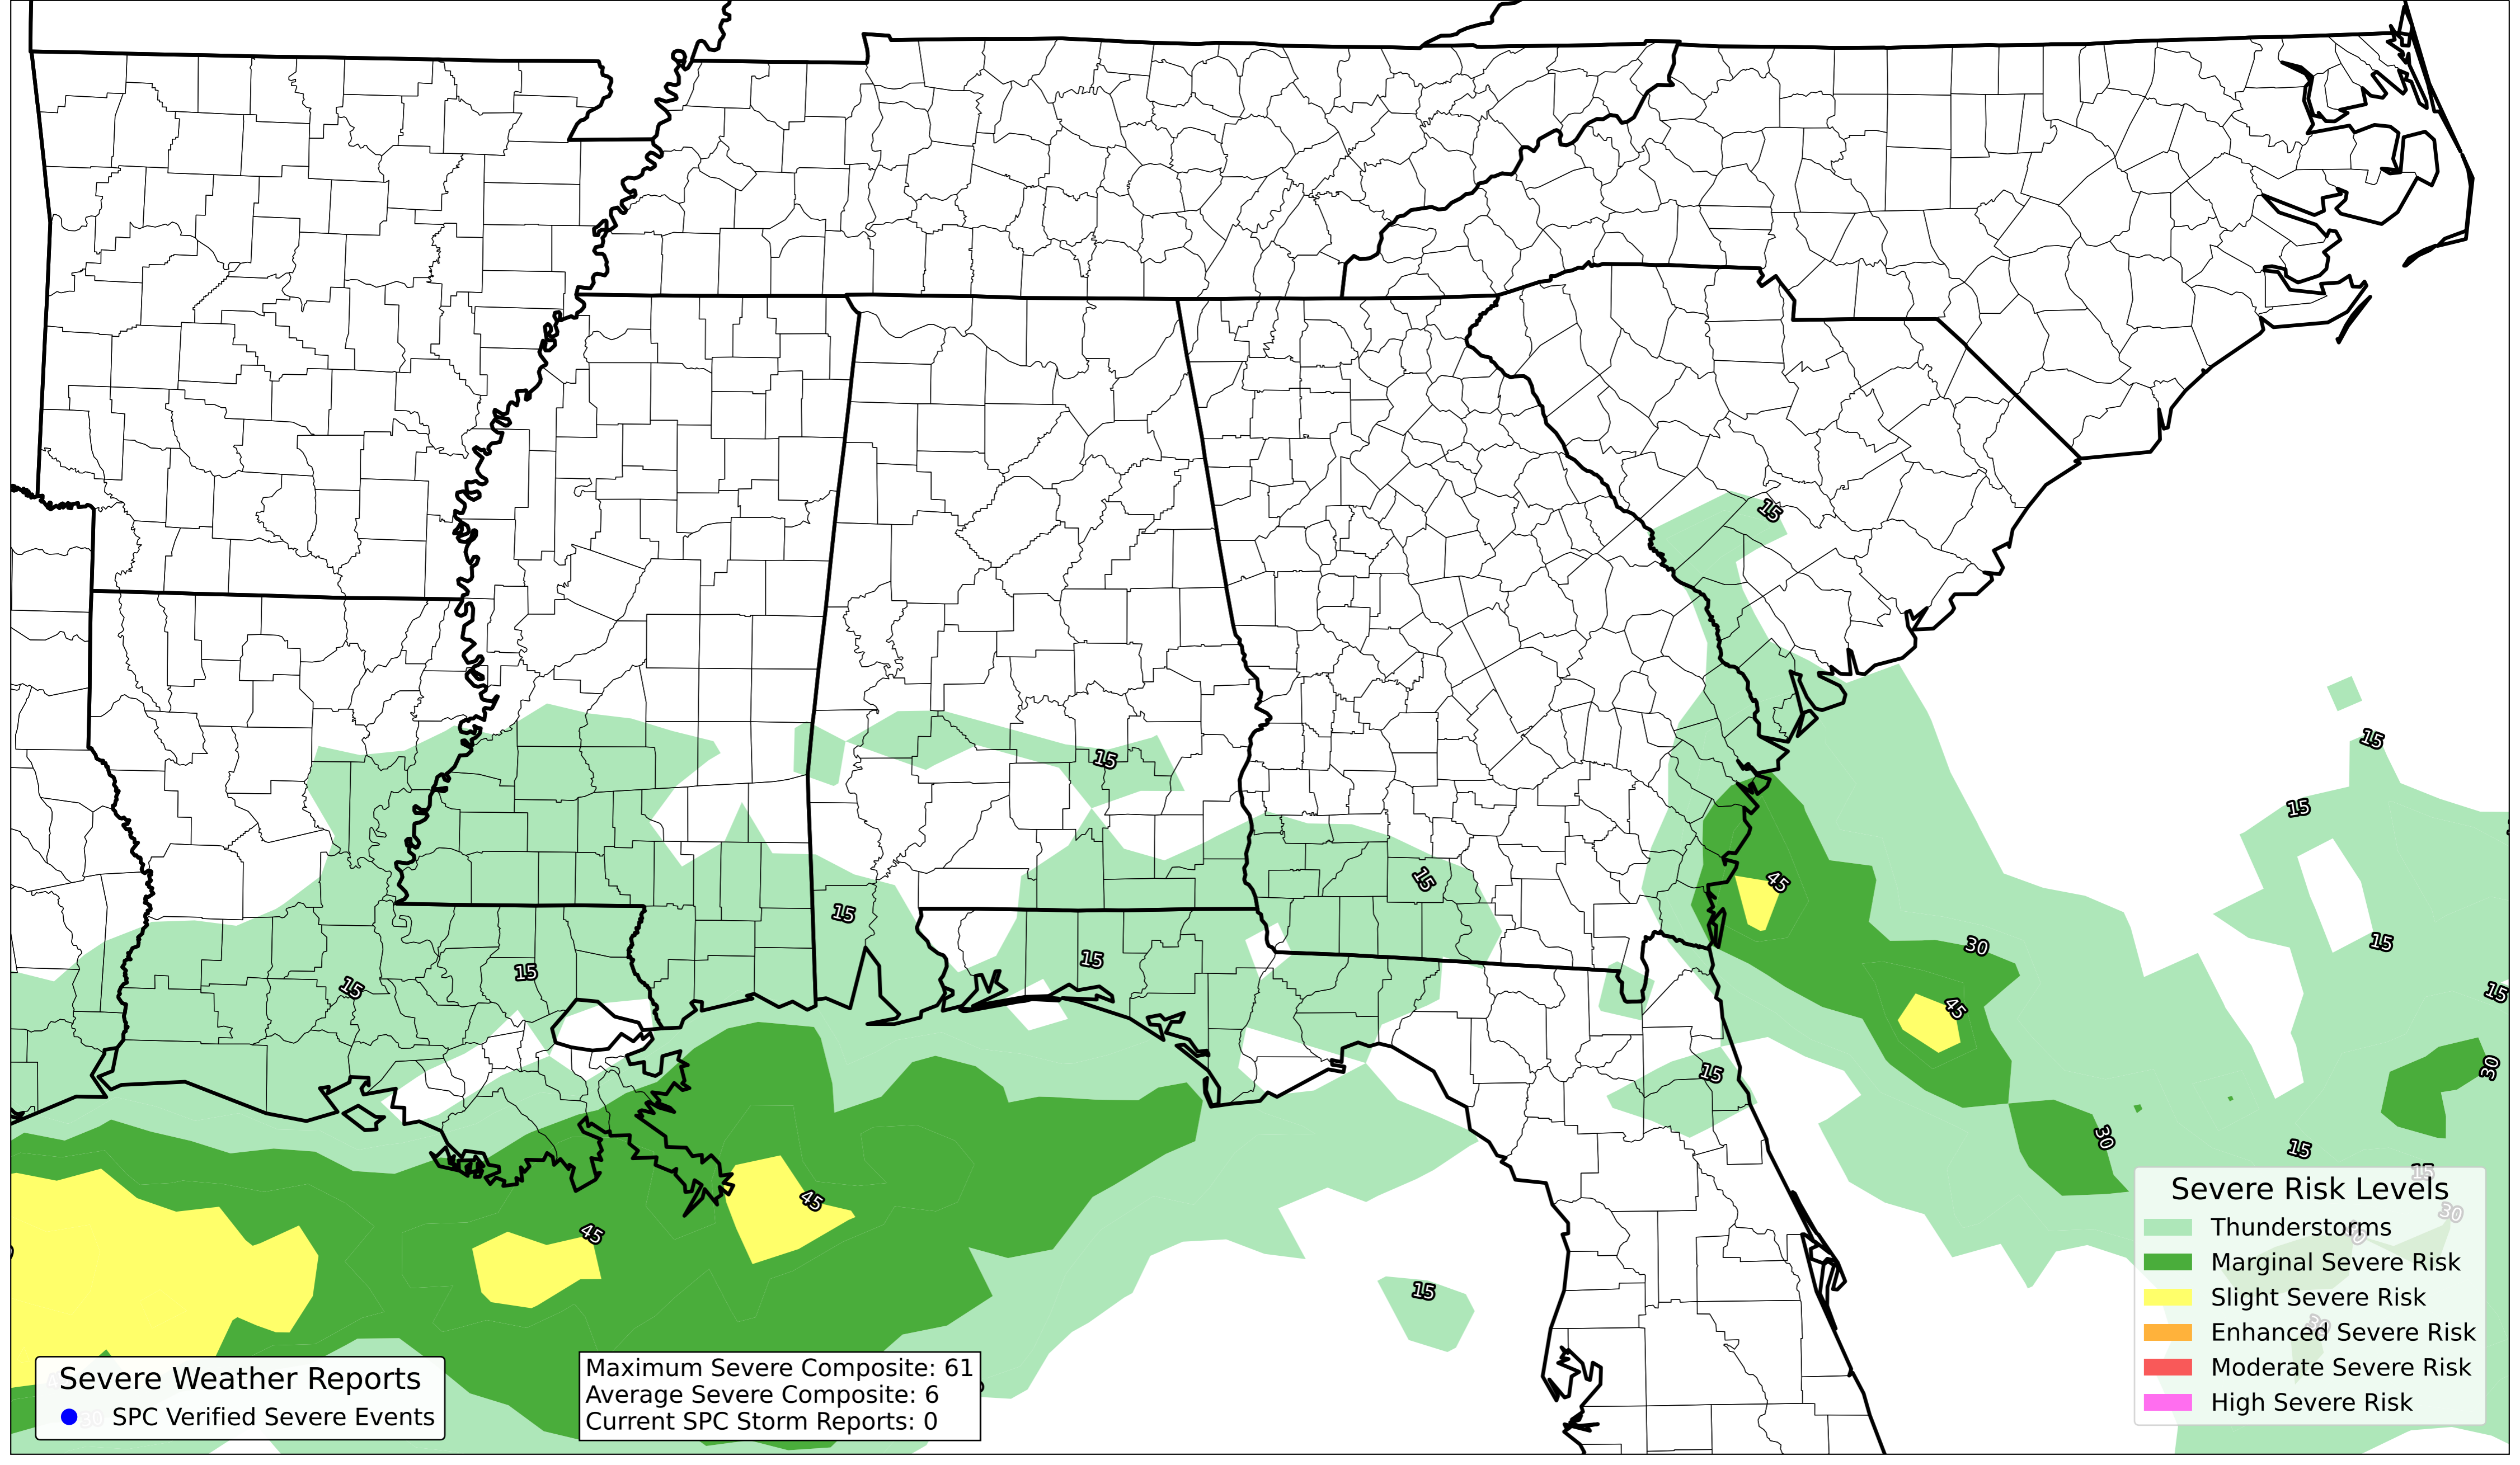 15
15
15
15
15
45
15
15
30
15
15
15
45
15
15
30
30
15
15
45
30
45
15
30
Severe Risk Levels
Thunderstorms
Marginal Severe Risk
Slight Severe Risk
Enhanced Severe Risk
Moderate Severe Risk
High Severe Risk
Severe Weather Reports
SPC Verified Severe Events
30
Maximum Severe Composite: 61
Average Severe Composite: 6
Current SPC Storm Reports: 0